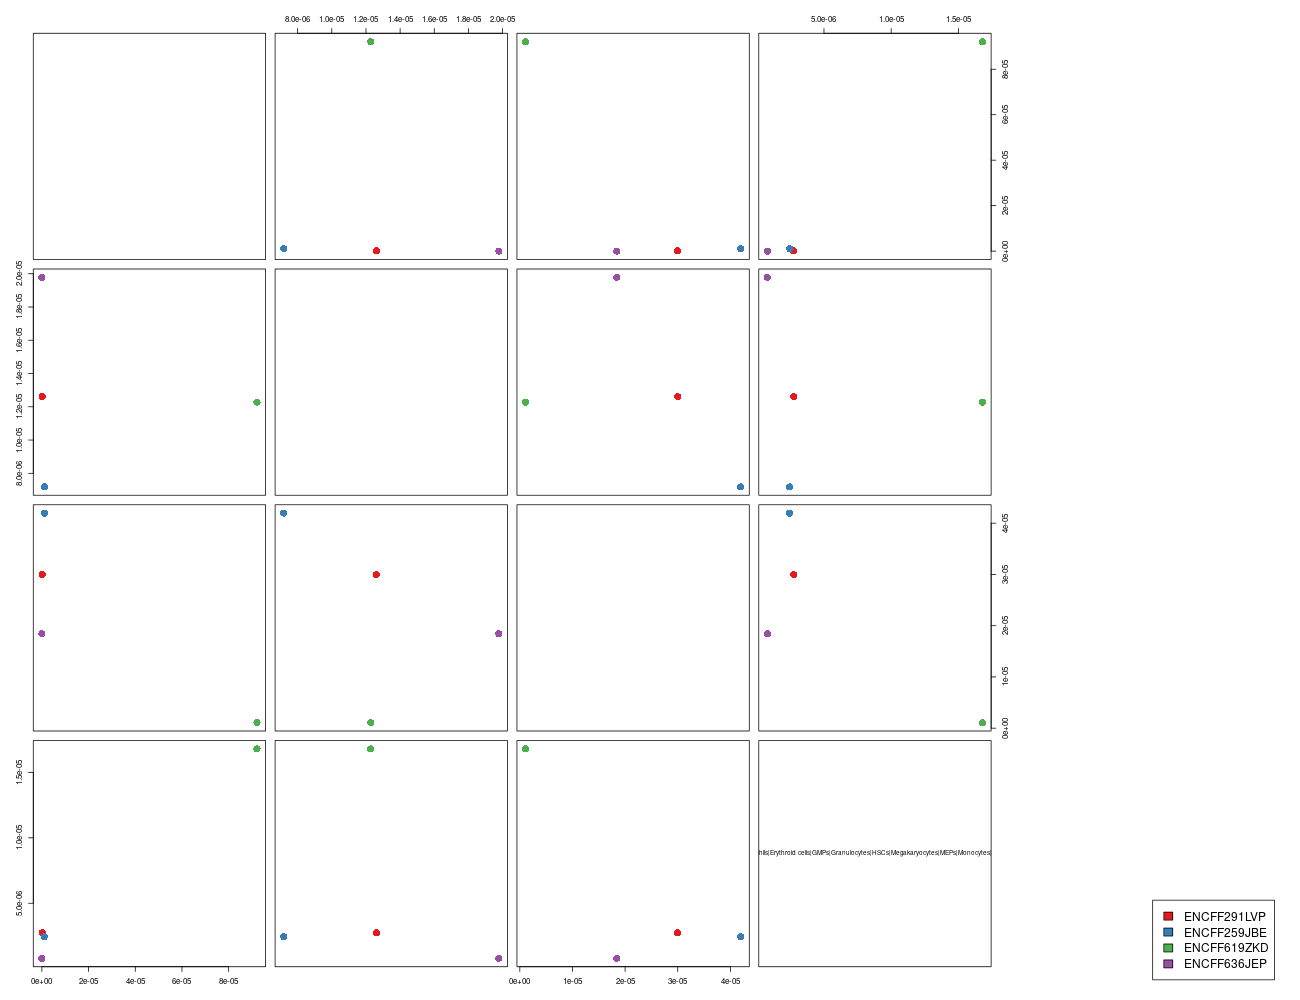 8.0e-06 1.0e-05 1.2e-05 1.4e-05 1.6e-05 1.8e-05 2.0e-05
5.0e-06 1.0e-05 1.5e-05
0e+00 2e-05 4e-05 6e-05 8e-05
8.0e-06 1.0e-05 1.2e-05 1.4e-05 1.6e-05 1.8e-05 2.0e-05
0e+00 1e-05 2e-05 3e-05 4e-05
5.0e-06 1.0e-05 1.5e-05
|Erythroid cells|GMPs|Granulocytes|HSCs|Megakaryocytes|MEPs|Monocytes|
0e+00 2e-05 4e-05 6e-05 8e-05
0e+00 1e-05 2e-05 3e-05 4e-05
ENCFF291LVP
ENCFF259JBE
ENCFF619ZKD
ENCFF636JEP